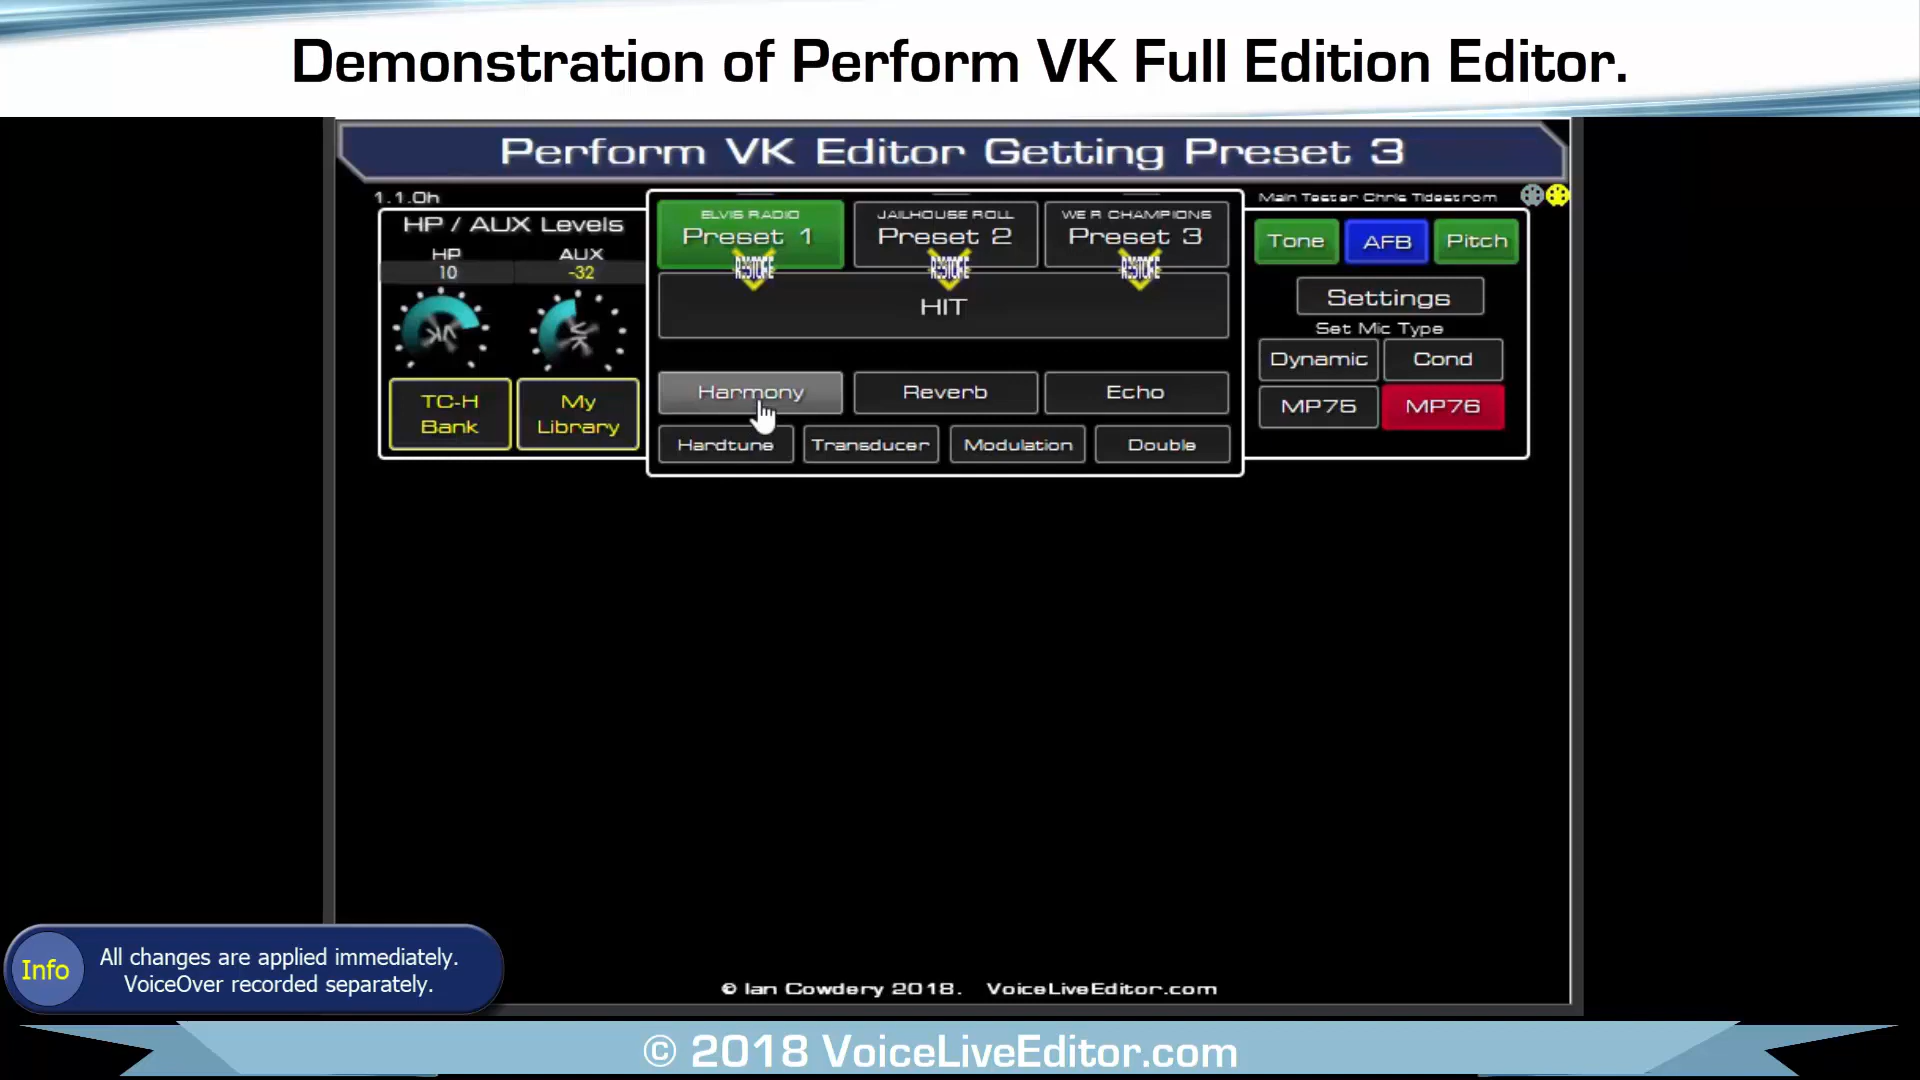 Demonstration of Perform VK Full Edition Editor.
Perform VK Editor Getting Preset 3
1.1.0h
Main Tester Chris Tidestrom
HP / AUX Levels
HP
AUX
10
-32
TC-H
Bank
My
Library
ELVIS RADIO
Preset 1
JAILHOUSE ROLL
Preset 2
WE R CHAMPIONS
Preset 3
RESTORE
RESTORE
RESTORE
HIT
Harmony
Reverb
Echo
Hardtune
Transducer
Modulation
Double
Tone
AFB
Pitch
Settings
Set Mic Type
Dynamic
Cond
MP75
MP76
Info
All changes are applied immediately.
VoiceOver recorded separately.
© Ian Cowdery 2018. VoiceLiveEditor.com
© 2018 VoiceLiveEditor.com